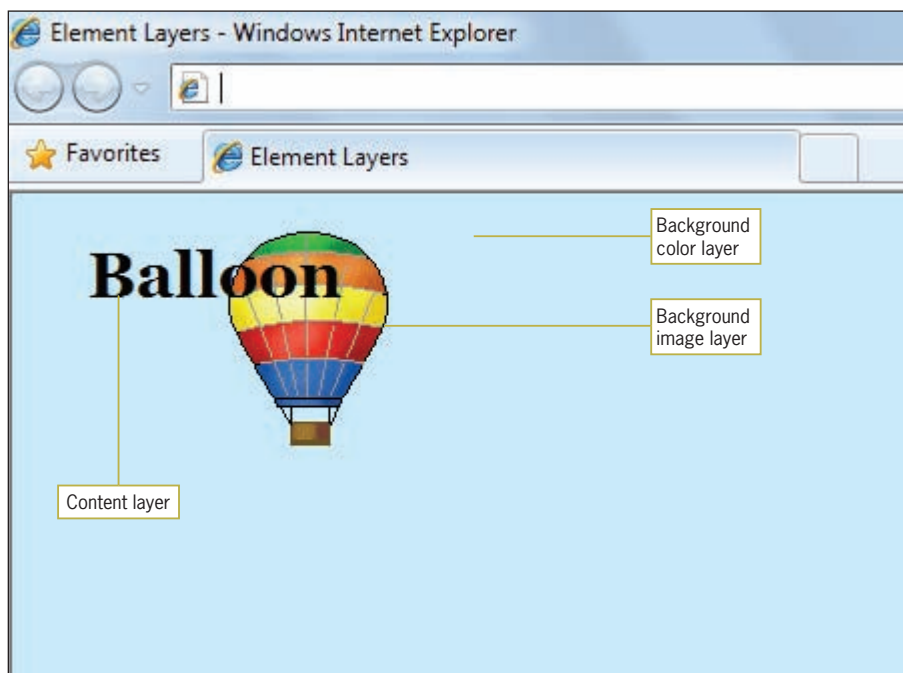 Element Layers - Windows Internet Explorer
Favorites
Element Layers
Background
color layer
Balloon
Background
image layer
Content layer